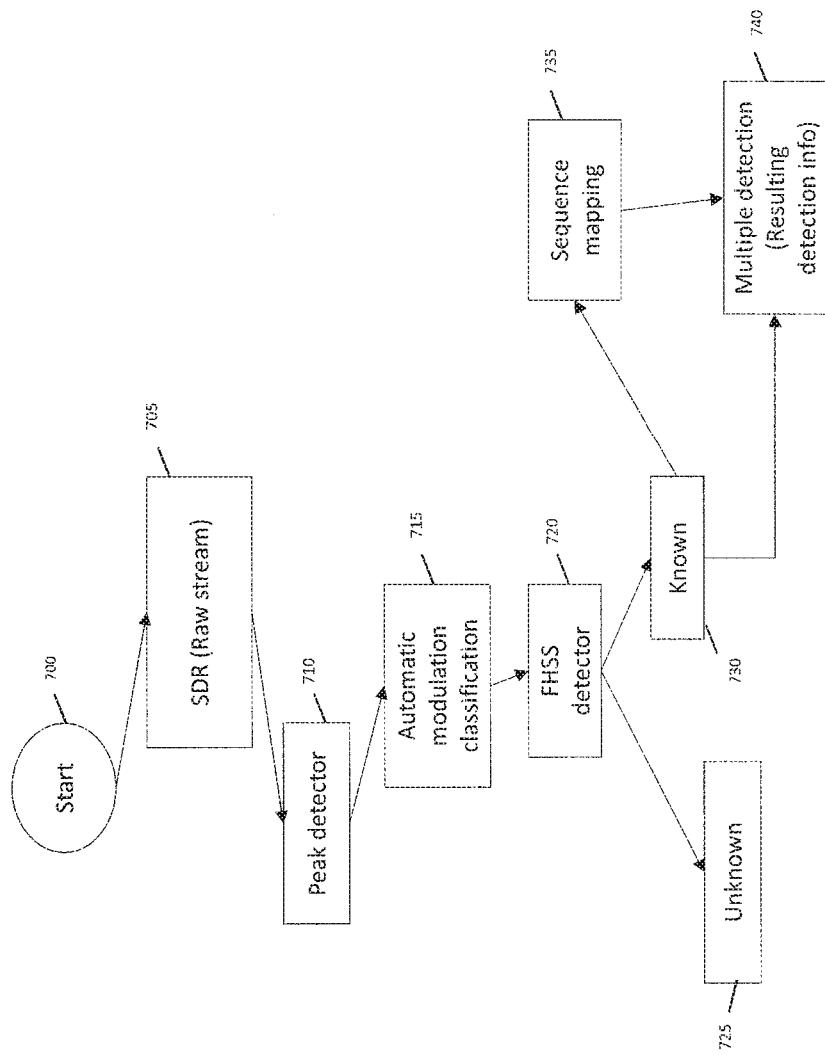 700
Start
705
SDR (Raw stream)
710
Peak detector
715
Automatic
modulation
classification
720
FHSS
detector
725
Unknown
730
Known
735
Sequence
mapping
740
Multiple detection
(Resulting
detection info)